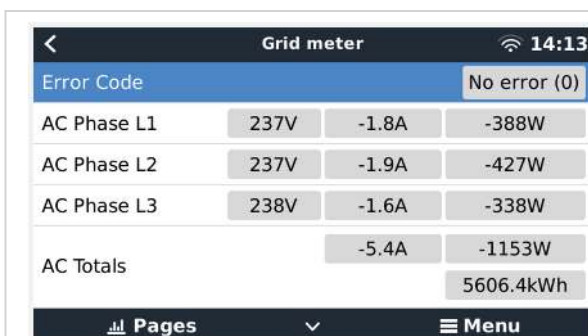 Grid meter 14:13
Error Code No error (0)
AC Phase L1 237V -1.8A -388W
AC Phase L2 237V -1.9A -427W
AC Phase L3 238V -1.6A -338W
AC Totals -5.4A -1153W
5606.4kWh
Pages Menu